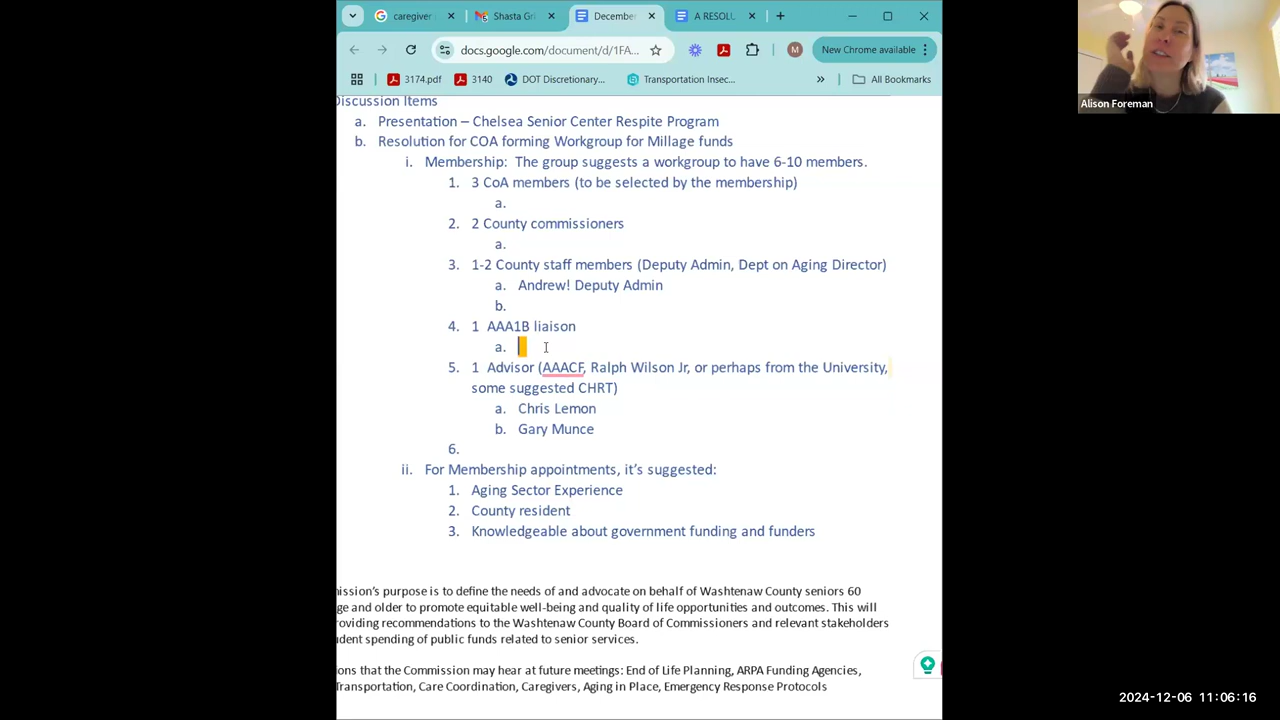 caregiver
Shasta Gri
December
A RESOLU
docs.google.com/document/d/1FA...
M
New Chrome available
3174.pdf
3140
DOT Discretionary...
Transportation Insec...
»
All Bookmarks
Alison Foreman
Discussion Items
a. Presentation – Chelsea Senior Center Respite Program
b. Resolution for COA forming Workgroup for Millage funds
i. Membership: The group suggests a workgroup to have 6-10 members.
1. 3 CoA members (to be selected by the membership)
a.
2. 2 County commissioners
a.
3. 1-2 County staff members (Deputy Admin, Dept on Aging Director)
a. Andrew! Deputy Admin
b.
4. 1 AAA1B liaison
a.
5. 1 Advisor (AAACF, Ralph Wilson Jr, or perhaps from the University,
some suggested CHRT)
a. Chris Lemon
b. Gary Munce
6.
ii. For Membership appointments, it's suggested:
1. Aging Sector Experience
2. County resident
3. Knowledgeable about government funding and funders
ission's purpose is to define the needs of and advocate on behalf of Washtenaw County seniors 60
ge and older to promote equitable well-being and quality of life opportunities and outcomes. This will
roviding recommendations to the Washtenaw County Board of Commissioners and relevant stakeholders
dent spending of public funds related to senior services.
ons that the Commission may hear at future meetings: End of Life Planning, ARPA Funding Agencies,
Transportation, Care Coordination, Caregivers, Aging in Place, Emergency Response Protocols
2024-12-06 11:06:16